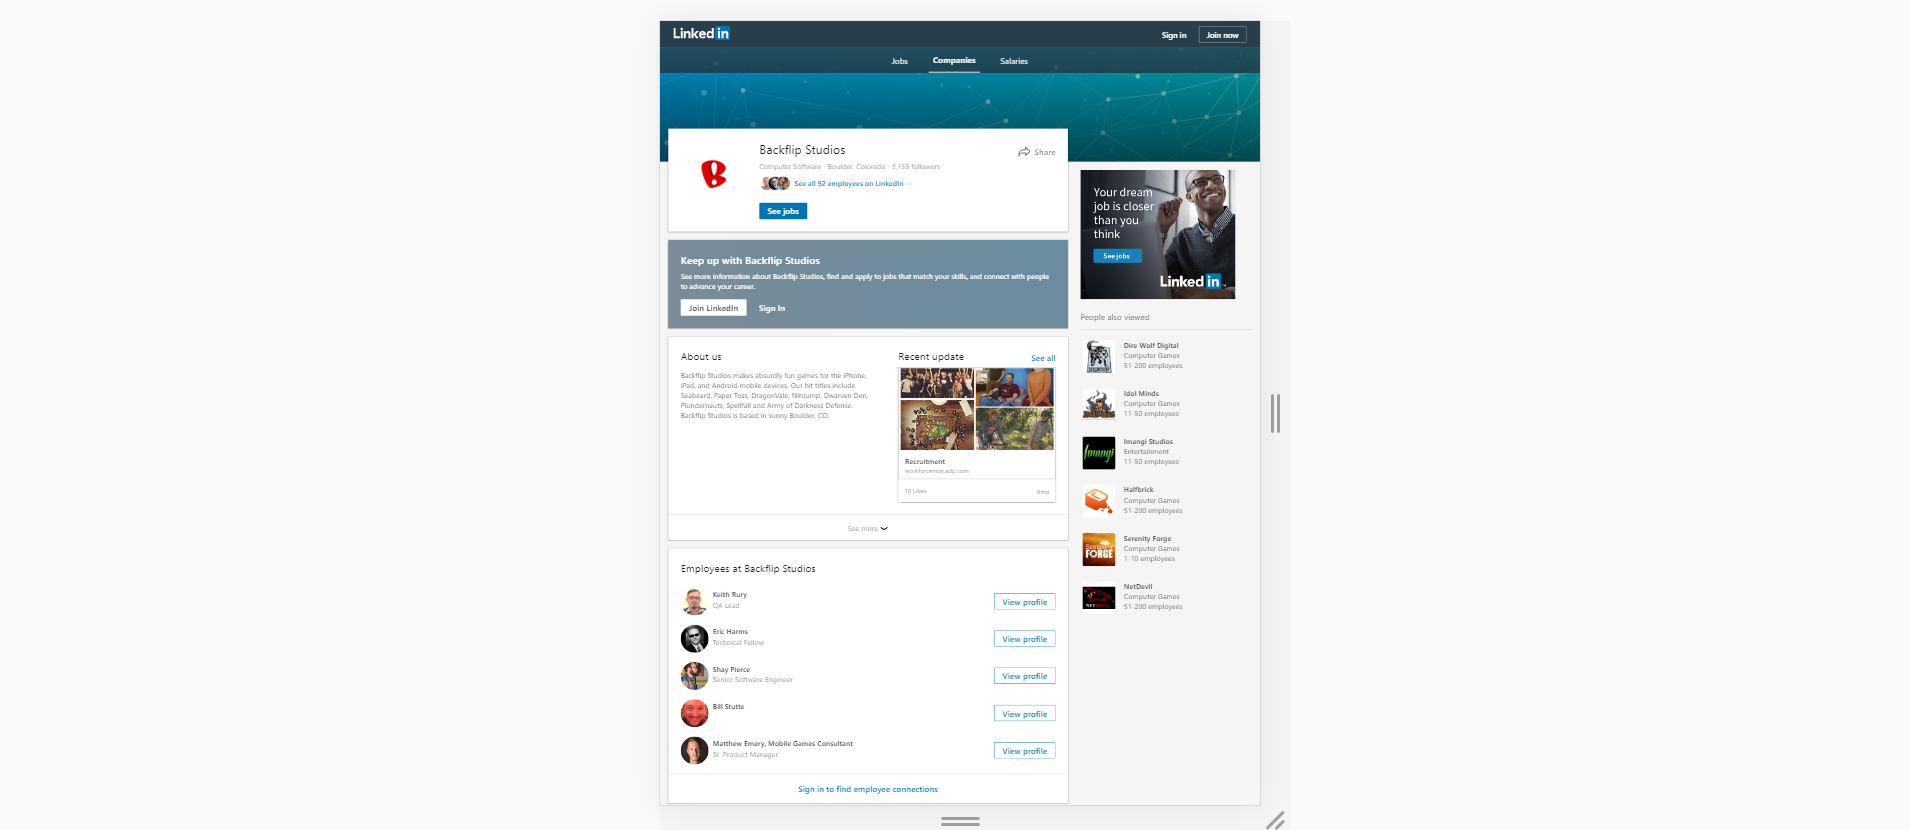 Linked in
Sign in
Join now
Jobs
Companies
Salaries
Backflip Studios
Share
Computer Software · Boulder, Colorado · 3,133 followers
See all 92 employees on LinkedIn →
See jobs
Keep up with Backflip Studios
See more information about Backflip Studios, find and apply to jobs that match your skills, and connect with people
to advance your career.
Join LinkedIn
Sign In
About us
Backflip Studios makes absurdly fun games for the iPhone,
iPad, and Android mobile devices. Our hit titles include
Seabeard, Paper Toss, DragonVale, NinJump, Dwarven Den,
Plundernauts, Spellfall and Army of Darkness Defense.
Backflip Studios is based in sunny Boulder, CO.
Recent update
See all
Recruitment
workforcenow.adp.com
18 Likes
8mo
See more
Employees at Backflip Studios
Keith Rury
QA Lead
View profile
Eric Harms
Technical Fellow
View profile
Shay Pierce
Senior Software Engineer
View profile
Bill Stutte
View profile
Matthew Emery, Mobile Games Consultant
Sr. Product Manager
View profile
Sign in to find employee connections
Your dream
job is closer
than you
think
See jobs
Linked in
People also viewed
Dire Wolf Digital
Computer Games
51-200 employees
Idol Minds
Computer Games
11-50 employees
Imangi
Imangi Studios
Entertainment
11-50 employees
Halfbrick
Computer Games
51-200 employees
SERENITY
FORGE
Serenity Forge
Computer Games
1-10 employees
NETDEVIL
NetDevil
Computer Games
51-200 employees